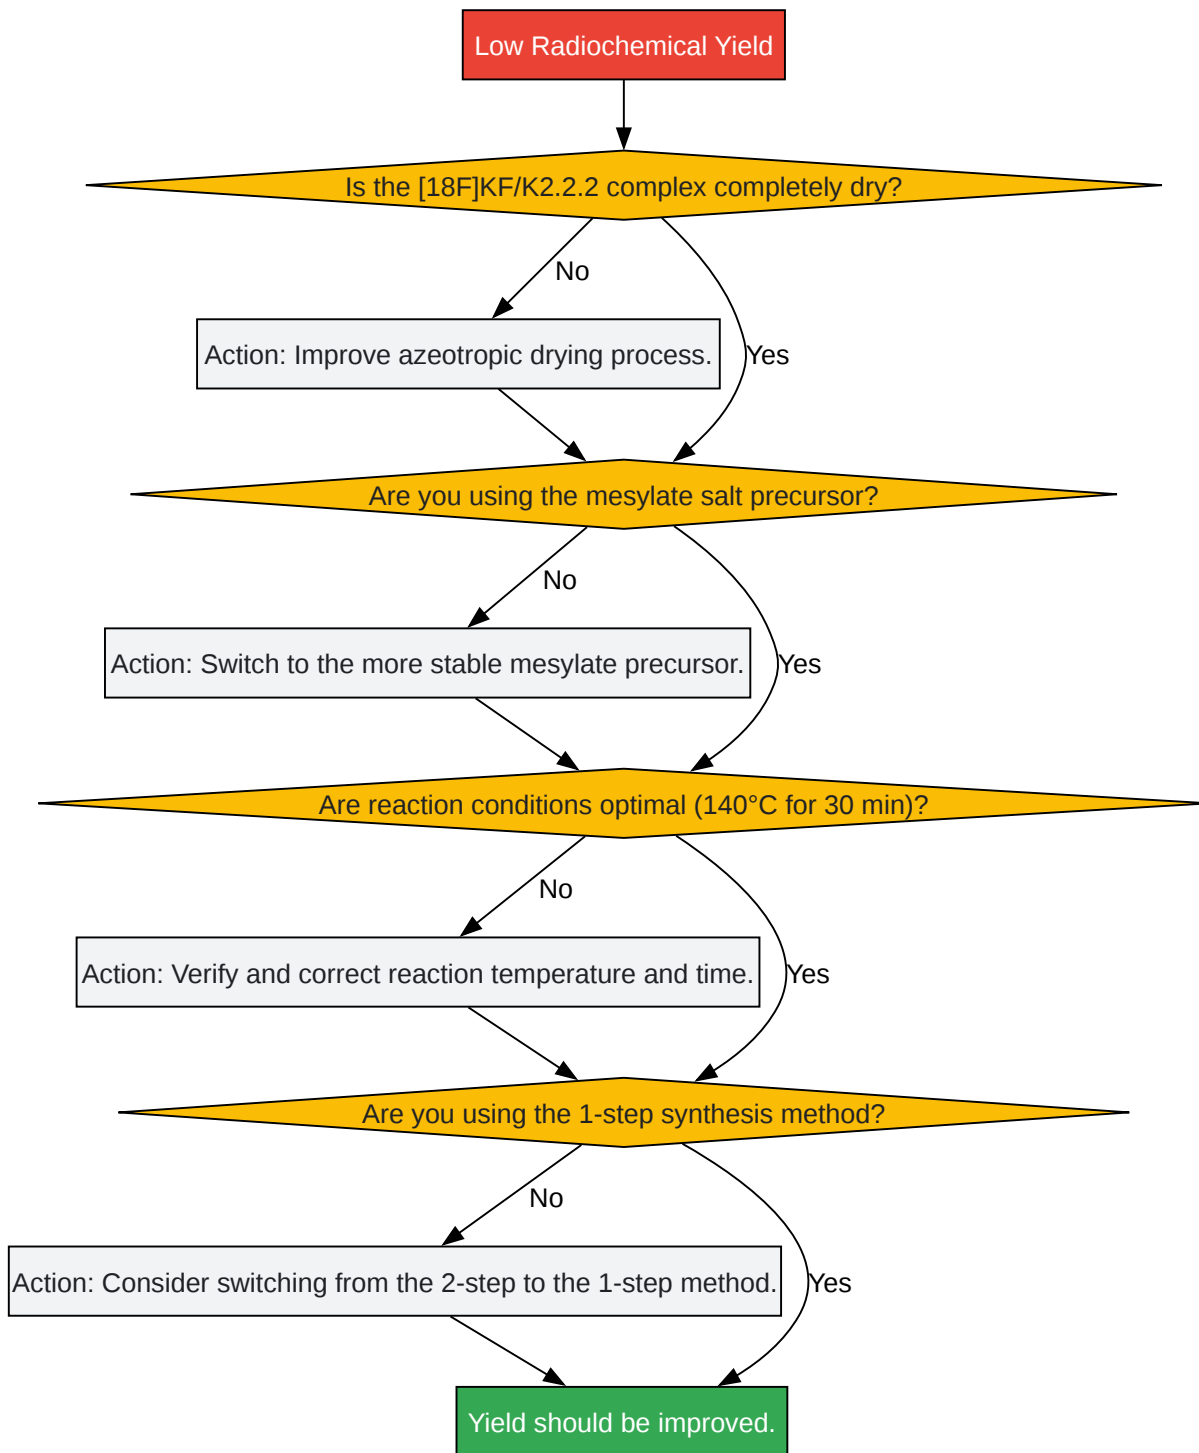 Low Radiochemical Yield
Is the [18F]KF/K2.2.2 complex completely dry?
No
Action: Improve azeotropic drying process.
Yes
Are you using the mesylate salt precursor?
No
Action: Switch to the more stable mesylate precursor.
Yes
Are reaction conditions optimal (140°C for 30 min)?
No
Action: Verify and correct reaction temperature and time.
Yes
Are you using the 1-step synthesis method?
No
Action: Consider switching from the 2-step to the 1-step method.
Yes
Yield should be improved.